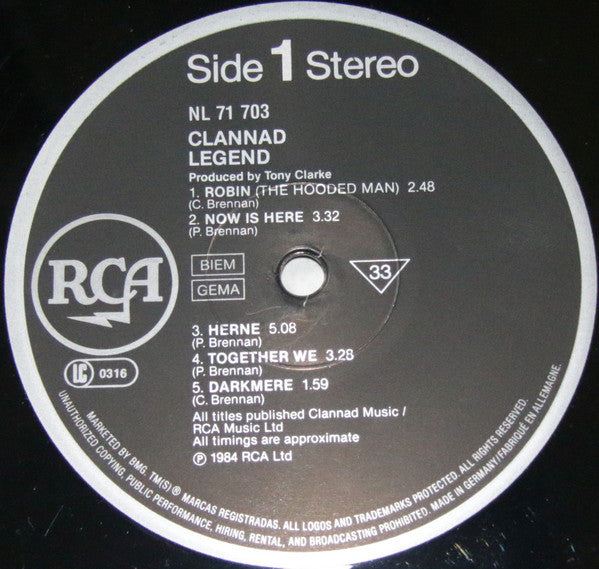 Side 1 Stereo
NL 71 703
CLANNAD
LEGEND
Produced by Tony Clarke
1. ROBIN (THE HOODED MAN) 2.48
(C. Brennan)
2. NOW IS HERE 3.32
(P. Brennan)
BIEM
GEMA
33
RCA
3. HERNE 5.08
(P. Brennan)
4. TOGETHER WE 3.28
(P. Brennan)
5. DARKMERE 1.59
(C. Brennan)
LC 0316
All titles published Clannad Music /
RCA Music Ltd
All timings are approximate
℗ 1984 RCA Ltd
MARKETED BY BMG. TM(S) ® MARCAS REGISTRADAS. ALL LOGOS AND TRADEMARKS PROTECTED. ALL RIGHTS RESERVED.
UNAUTHORIZED COPYING, PUBLIC PERFORMANCE, HIRING, RENTAL, AND BROADCASTING PROHIBITED. MADE IN GERMANY/FABRIQUÉ EN ALLEMAGNE.